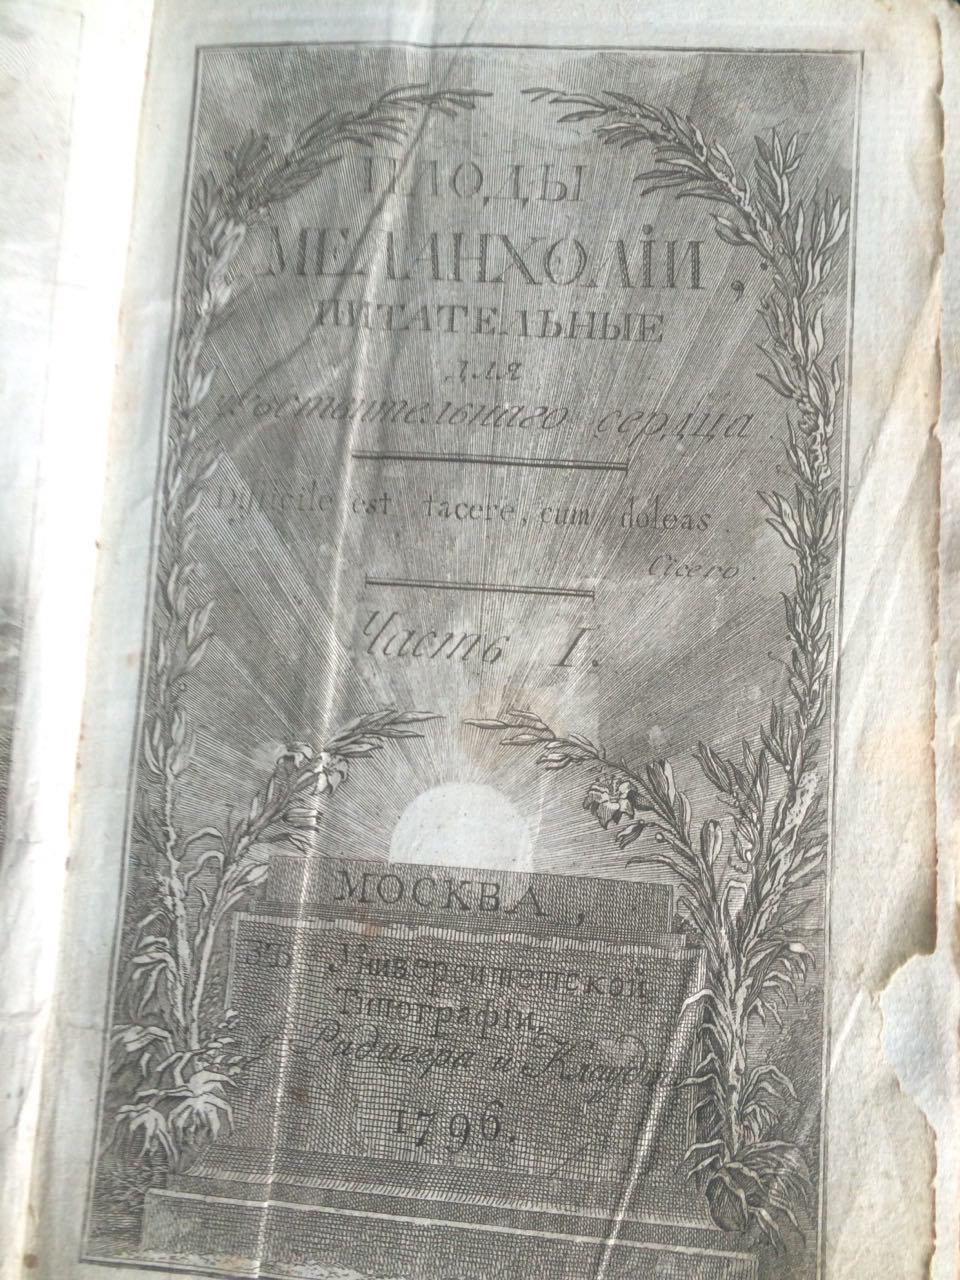 ПЛОДЫ
МЕЛАНХОЛІИ,
ПИТАТЕЛЬНЫЕ
для
чувствительнаго сердца
Difficile est tacere, cum doleas.
Cicero.
Часть I.
МОСКВА,
Въ Университетской
Типографіи,
у Ридигера и Клаудія
1796.